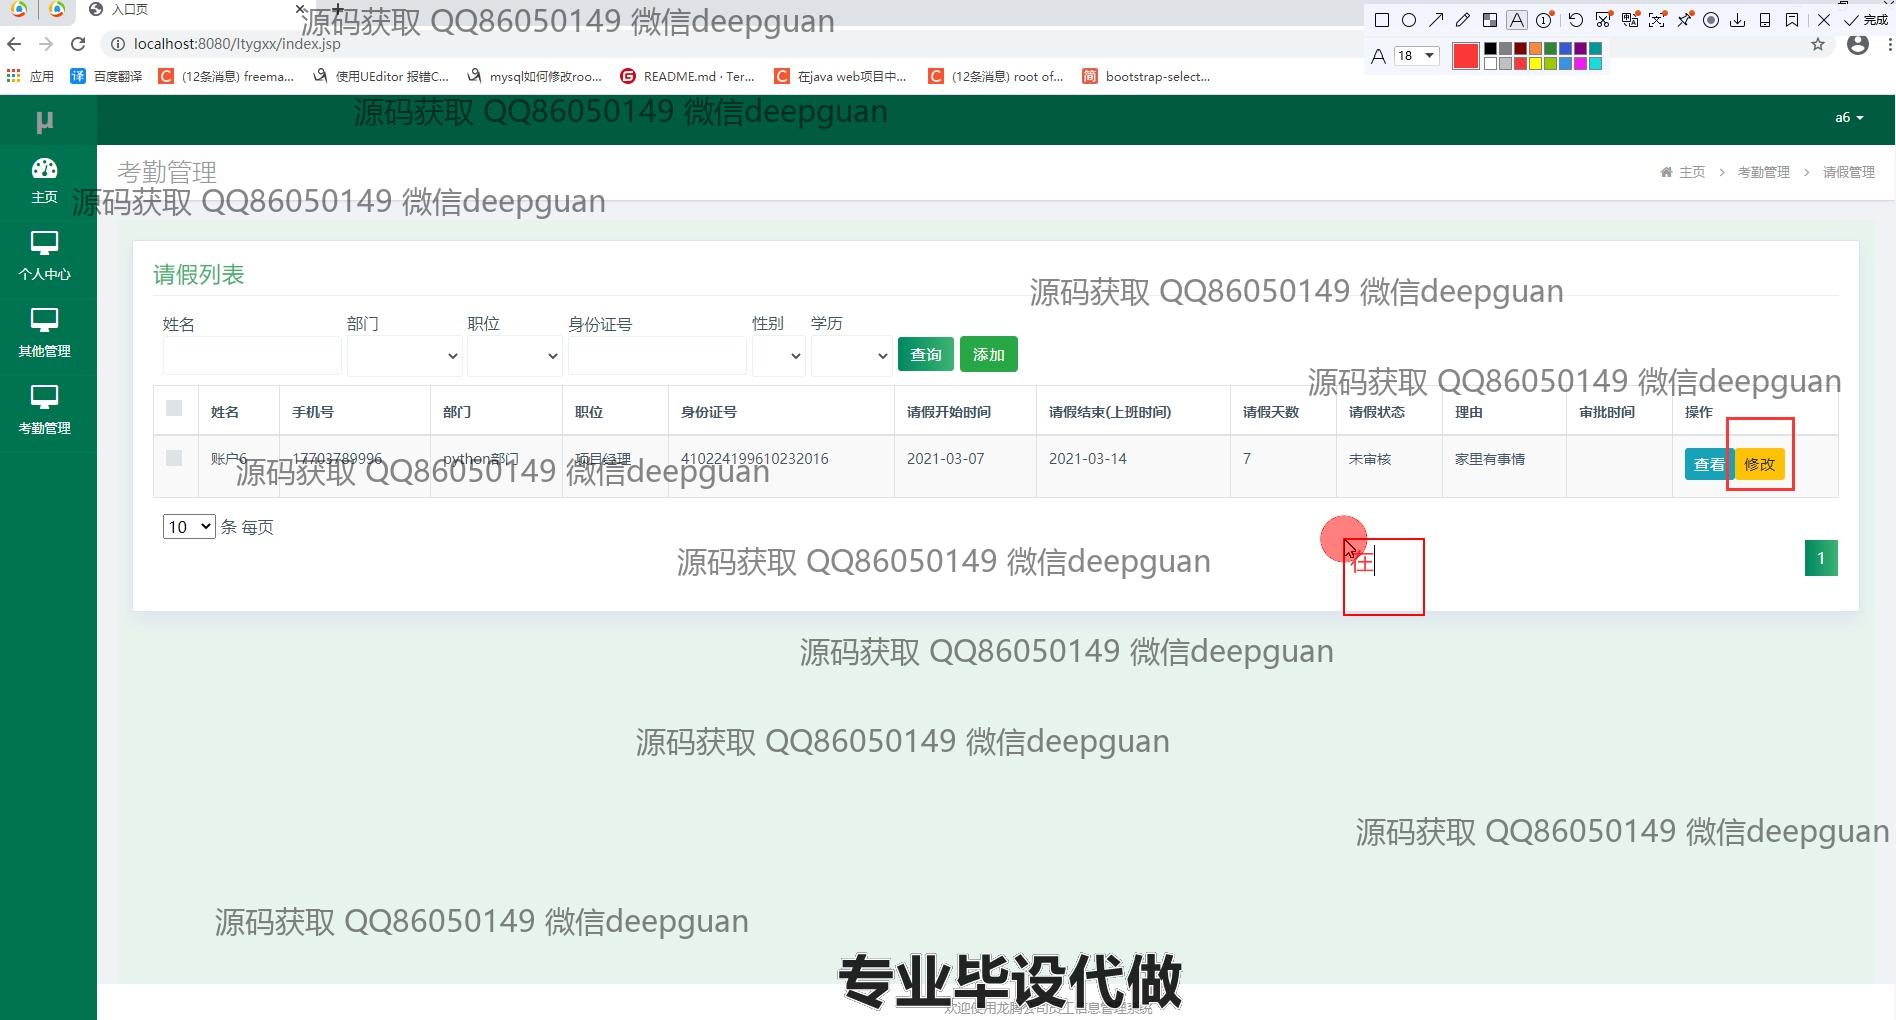 入口页
源码获取 QQ86050149 微信deepguan
完成
localhost:8080/ltygxx/index.jsp
A 18
应用 百度翻译 (12条消息) freema... 使用UEditor 报错C... mysql如何修改roo... README.md · Ter... 在java web项目中... (12条消息) root of... bootstrap-select...
源码获取 QQ86050149 微信deepguan
μ
a6
考勤管理
主页 > 考勤管理 > 请假管理
主页
源码获取 QQ86050149 微信deepguan
个人中心
其他管理
考勤管理
请假列表
源码获取 QQ86050149 微信deepguan
姓名 部门 职位 身份证号 性别 学历
查询 添加
源码获取 QQ86050149 微信deepguan
姓名 手机号 部门 职位 身份证号 请假开始时间 请假结束(上班时间) 请假天数 请假状态 理由 审批时间 操作
账户6 17703789996 python部门 项目经理 410224199610232016 2021-03-07 2021-03-14 7 未审核 家里有事情 查看 修改
源码获取 QQ86050149 微信deepguan
10 条 每页
在
源码获取 QQ86050149 微信deepguan
1
源码获取 QQ86050149 微信deepguan
源码获取 QQ86050149 微信deepguan
源码获取 QQ86050149 微信deepguan
源码获取 QQ86050149 微信deepguan
专业毕设代做
欢迎使用龙腾公司员工信息管理系统